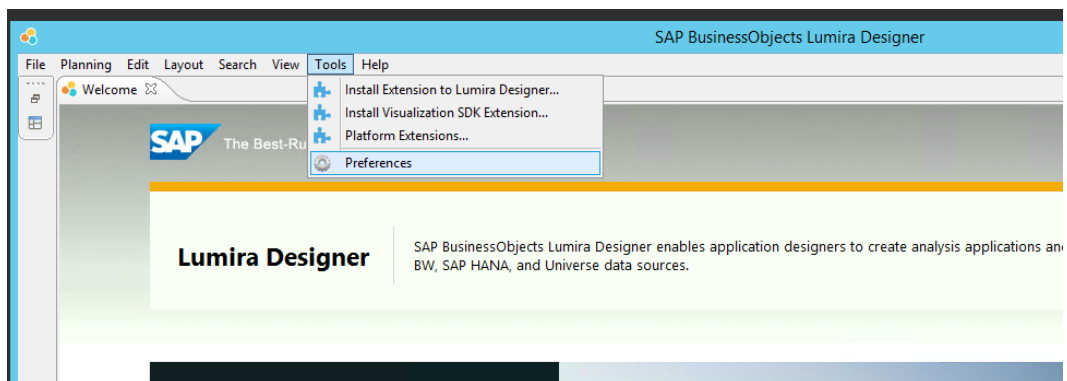 SAP BusinessObjects Lumira Designer
File Planning Edit Layout Search View Tools Help
Welcome
Install Extension to Lumira Designer...
Install Visualization SDK Extension...
Platform Extensions...
Preferences
SAP The Best-Ru
Lumira Designer
SAP BusinessObjects Lumira Designer enables application designers to create analysis applications an
BW, SAP HANA, and Universe data sources.